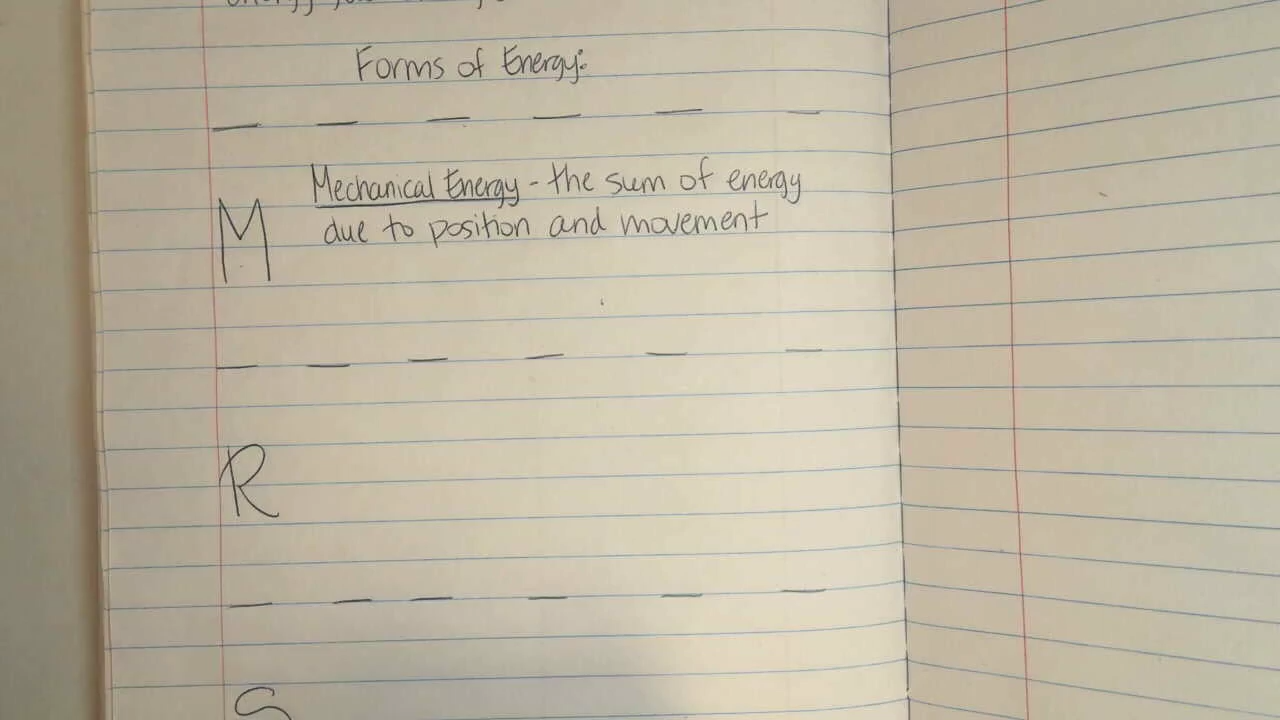 Forms of Energy:
Mechanical Energy - the sum of energy
M
due to position and movement
R
S